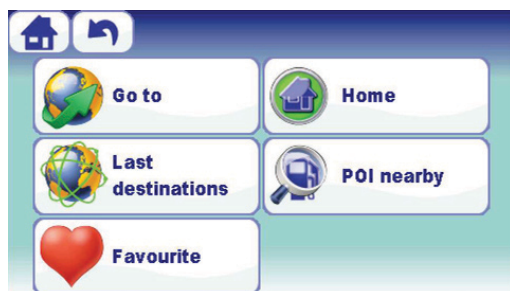 Go to
Home
Last
destinations
POI nearby
Favourite